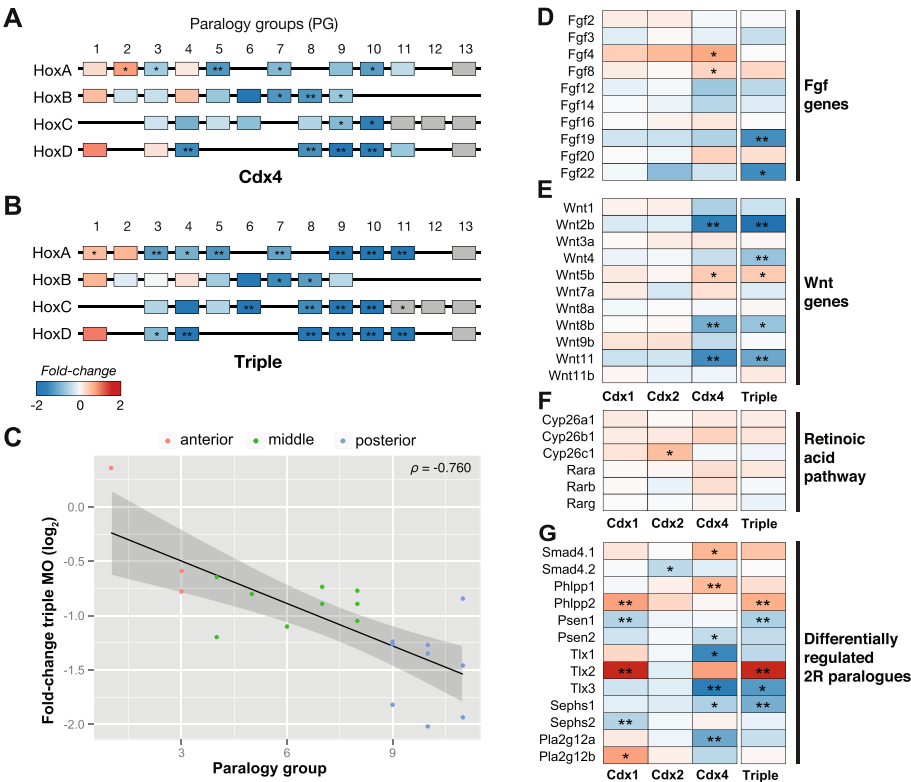 A
Paralogy groups (PG)
1 2 3 4 5 6 7 8 9 10 11 12 13
HoxA * * ** * *
HoxB * ** *
HoxC * *
HoxD ** ** ** **
Cdx4
B
1 2 3 4 5 6 7 8 9 10 11 12 13
HoxA * ** * ** ** ** ** **
HoxB * *
HoxC ** ** ** ** *
HoxD * ** ** ** ** **
Triple
Fold-change
-2 0 2
C
anterior middle posterior
ρ = -0.760
Fold-change triple MO (log2)
0.0
-0.5
-1.0
-1.5
-2.0
3 6 9
Paralogy group
D
Fgf2
Fgf3
Fgf4 *
Fgf8 *
Fgf12
Fgf14
Fgf16
Fgf19 **
Fgf20
Fgf22 *
Fgf
genes
E
Wnt1
Wnt2b ** **
Wnt3a
Wnt4 **
Wnt5b * *
Wnt7a
Wnt8a
Wnt8b ** *
Wnt9b
Wnt11 ** **
Wnt11b
Cdx1 Cdx2 Cdx4 Triple
Wnt
genes
F
Cyp26a1
Cyp26b1
Cyp26c1 *
Rara
Rarb
Rarg
Cdx1 Cdx2 Cdx4 Triple
Retinoic
acid
pathway
G
Smad4.1 *
Smad4.2 *
Phlpp1 **
Phlpp2 ** **
Psen1 ** **
Psen2 *
Tlx1 *
Tlx2 ** **
Tlx3 ** *
Sephs1 * **
Sephs2 **
Pla2g12a **
Pla2g12b *
Cdx1 Cdx2 Cdx4 Triple
Differentially
regulated
2R paralogues